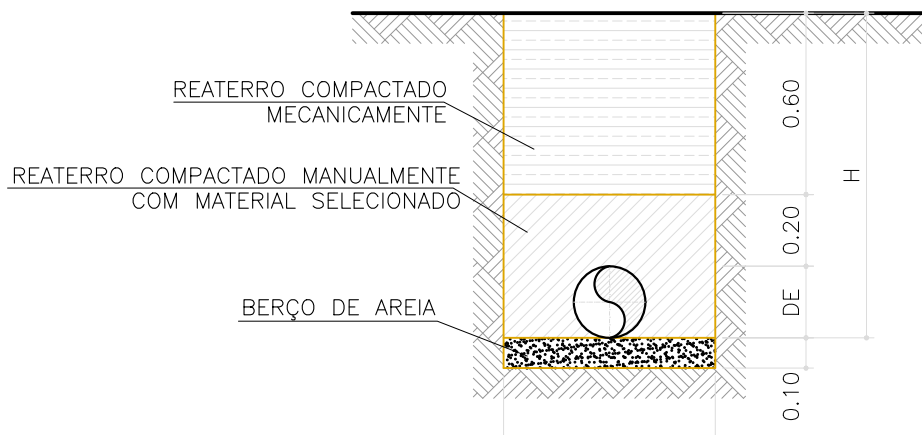 REATERRO COMPACTADO
MECANICAMENTE
REATERRO COMPACTADO MANUALMENTE
COM MATERIAL SELECIONADO
BERÇO DE AREIA
0.60
H
0.20
DE
0.10